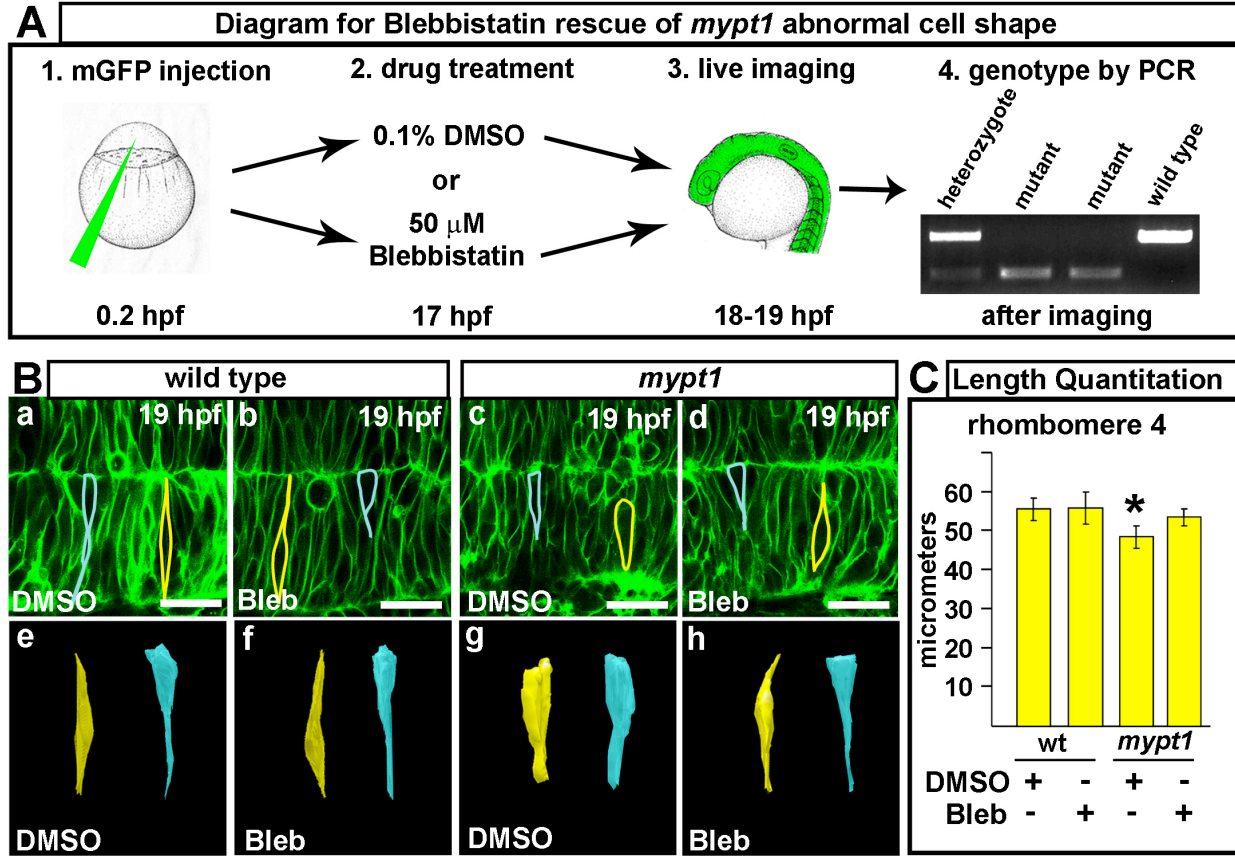 A Diagram for Blebbistatin rescue of mypt1 abnormal cell shape
1. mGFP injection
2. drug treatment
3. live imaging
4. genotype by PCR
0.1% DMSO
or
50 μM
Blebbistatin
heterozygote
mutant
mutant
wild type
0.2 hpf
17 hpf
18-19 hpf
after imaging
B wild type
mypt1
a 19 hpf
DMSO
b 19 hpf
Bleb
c 19 hpf
DMSO
d 19 hpf
Bleb
e
DMSO
f
Bleb
g
DMSO
h
Bleb
C Length Quantitation
rhombomere 4
micrometers
60
50
40
30
20
10
*
wt mypt1
DMSO + - + -
Bleb - + - +